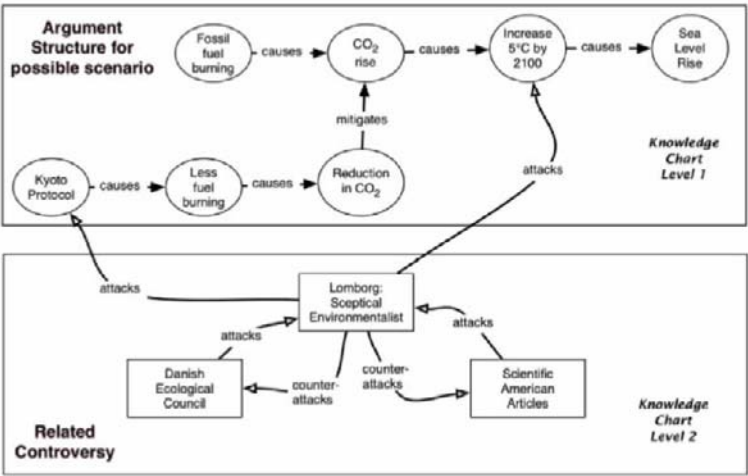 Argument
Structure for
possible scenario
Fossil
fuel
burning
causes
CO₂
rise
causes
Increase
5°C by
2100
causes
Sea
Level
Rise
mitigates
Knowledge
Chart
Level 1
Kyoto
Protocol
causes
Less
fuel
burning
causes
Reduction
in CO₂
attacks
attacks
Lomborg:
Sceptical
Environmentalist
attacks
attacks
Danish
Ecological
Council
counter-
attacks
counter-
attacks
Scientific
American
Articles
Related
Controversy
Knowledge
Chart
Level 2